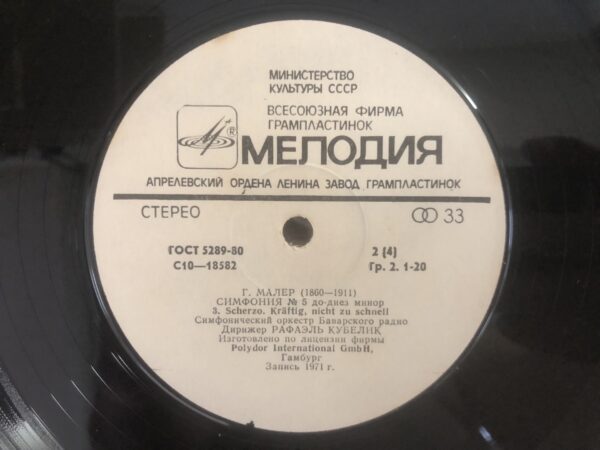 МИНИСТЕРСТВО
КУЛЬТУРЫ СССР
ВСЕСОЮЗНАЯ ФИРМА
ГРАМПЛАСТИНОК
®
МЕЛОДИЯ
АПРЕЛЕВСКИЙ ОРДЕНА ЛЕНИНА ЗАВОД ГРАМПЛАСТИНОК
СТЕРЕО 33
ГОСТ 5289-80 2 (4)
С10—18582 Гр. 2. 1-20
Г. МАЛЕР (1860—1911)
СИМФОНИЯ № 5 до-диез минор
3. Scherzo. Kräftig, nicht zu schnell
Симфонический оркестр Баварского радио
Дирижер РАФАЭЛЬ КУБЕЛИК
Изготовлено по лицензии фирмы
Polydor International GmbH,
Гамбург
Запись 1971 г.